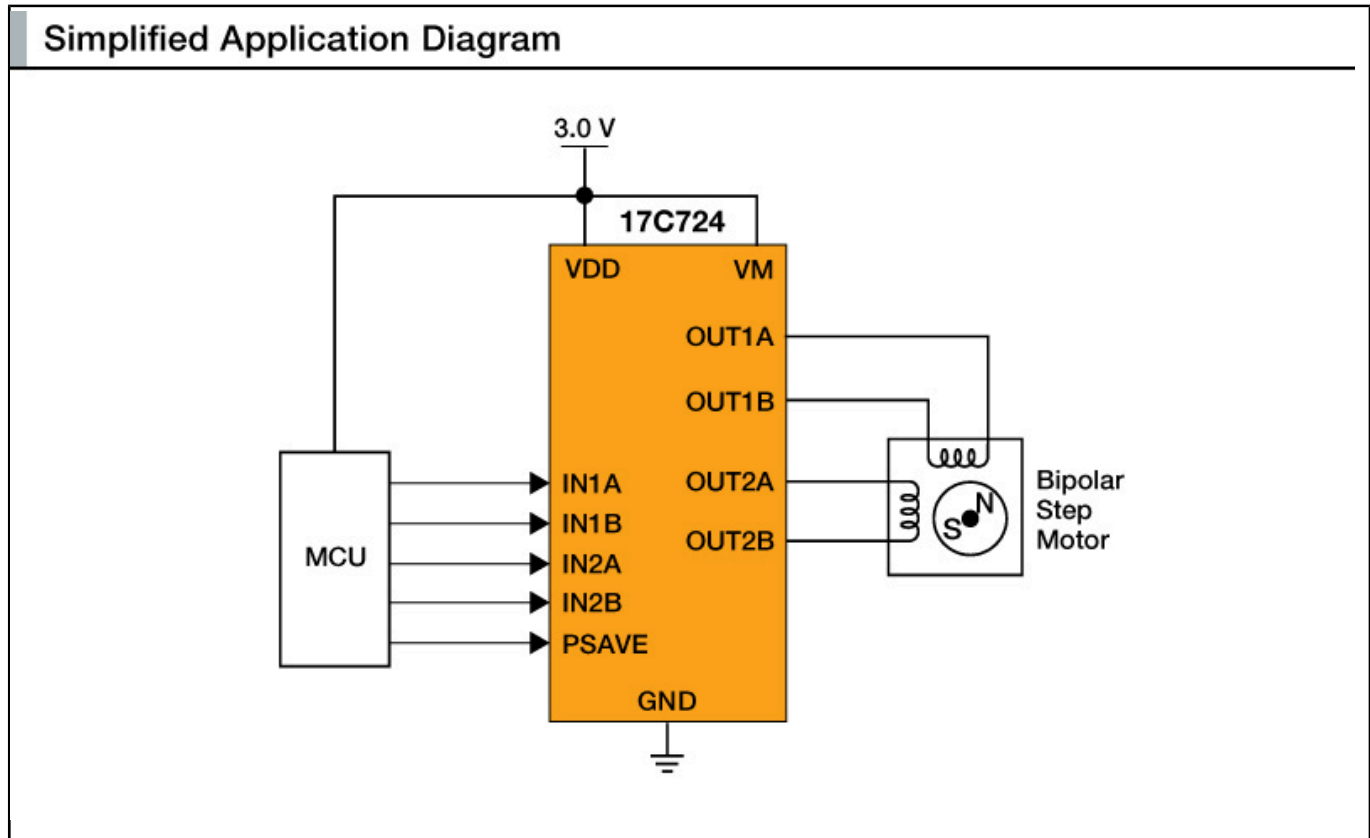 Simplified Application Diagram
3.0 V
17C724
VDD
VM
OUT1A
OUT1B
IN1A
OUT2A
IN1B
OUT2B
MCU
IN2A
IN2B
PSAVE
GND
N
S
Bipolar
Step
Motor